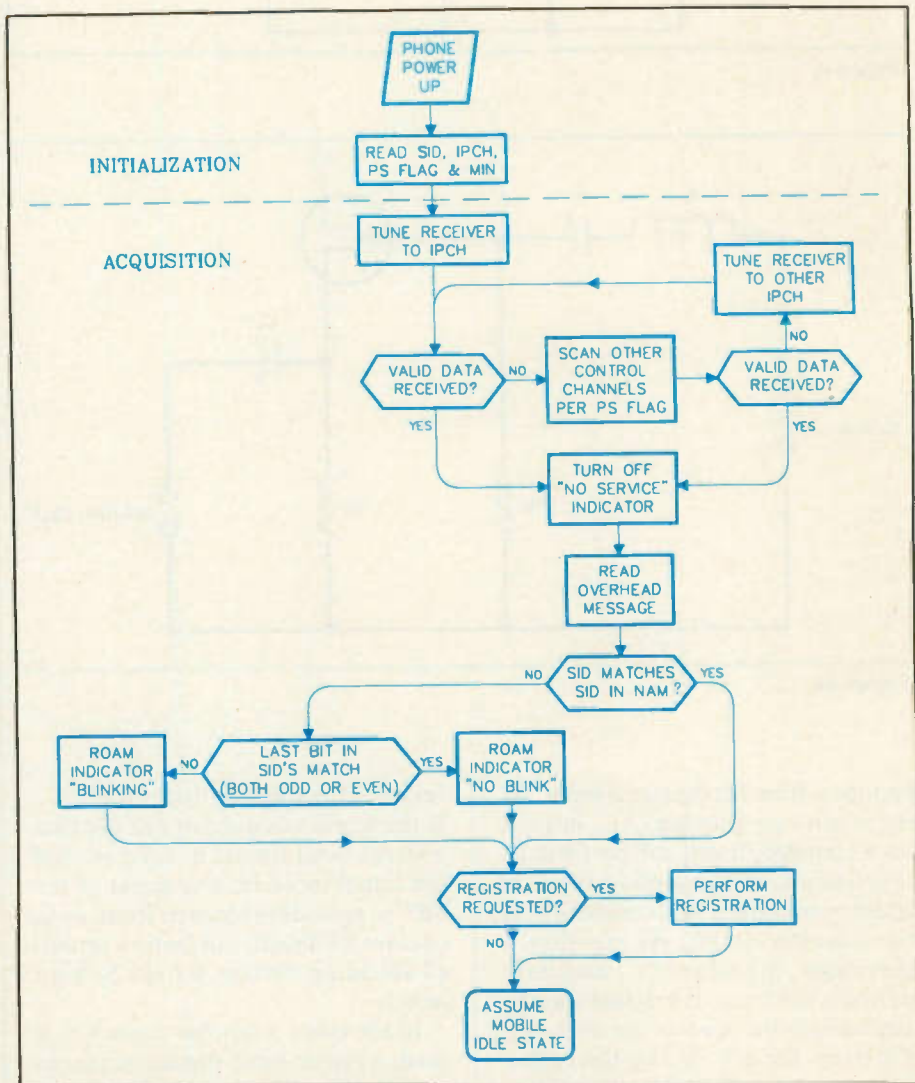 PHONE
POWER
UP
INITIALIZATION
READ SID, IPCH,
PS FLAG & MIN
ACQUISITION
TUNE RECEIVER
TO IPCH
TUNE RECEIVER
TO OTHER
IPCH
NO
VALID DATA
RECEIVED?
NO
SCAN OTHER
CONTROL
CHANNELS
PER PS FLAG
VALID DATA
RECEIVED?
YES
YES
TURN OFF
"NO SERVICE"
INDICATOR
READ
OVERHEAD
MESSAGE
NO
SID MATCHES
SID IN NAM?
YES
ROAM
INDICATOR
"BLINKING"
NO
LAST BIT IN
SID'S MATCH
(BOTH ODD OR EVEN)
YES
ROAM
INDICATOR
"NO BLINK"
REGISTRATION
REQUESTED?
YES
PERFORM
REGISTRATION
NO
ASSUME
MOBILE
IDLE STATE